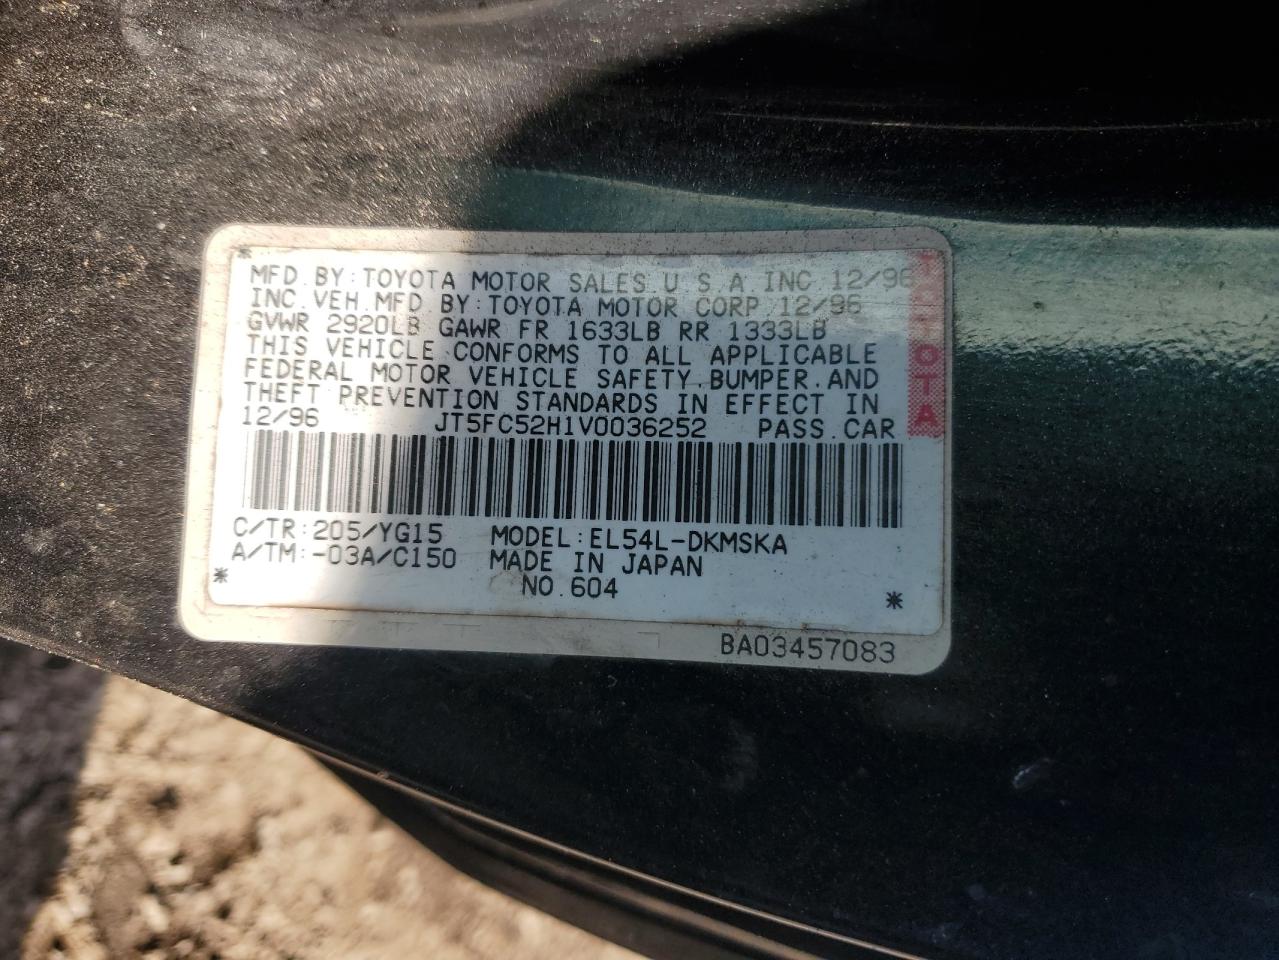 MFD. BY: TOYOTA MOTOR SALES U.S.A INC 12/96
INC. VEH. MFD BY: TOYOTA MOTOR CORP. 12/96
GVWR 2920LB GAWR FR 1633LB RR 1333LB
THIS VEHICLE CONFORMS TO ALL APPLICABLE
FEDERAL MOTOR VEHICLE SAFETY. BUMPER. AND
THEFT PREVENTION STANDARDS IN EFFECT IN
12/96 JT5FC52H1V0036252 PASS. CAR
TOYOTA
C/TR: 205/YG15 MODEL: EL54L-DKMSKA
A/TM: -03A/C150 MADE IN JAPAN
* NO. 604 *
BA03457083